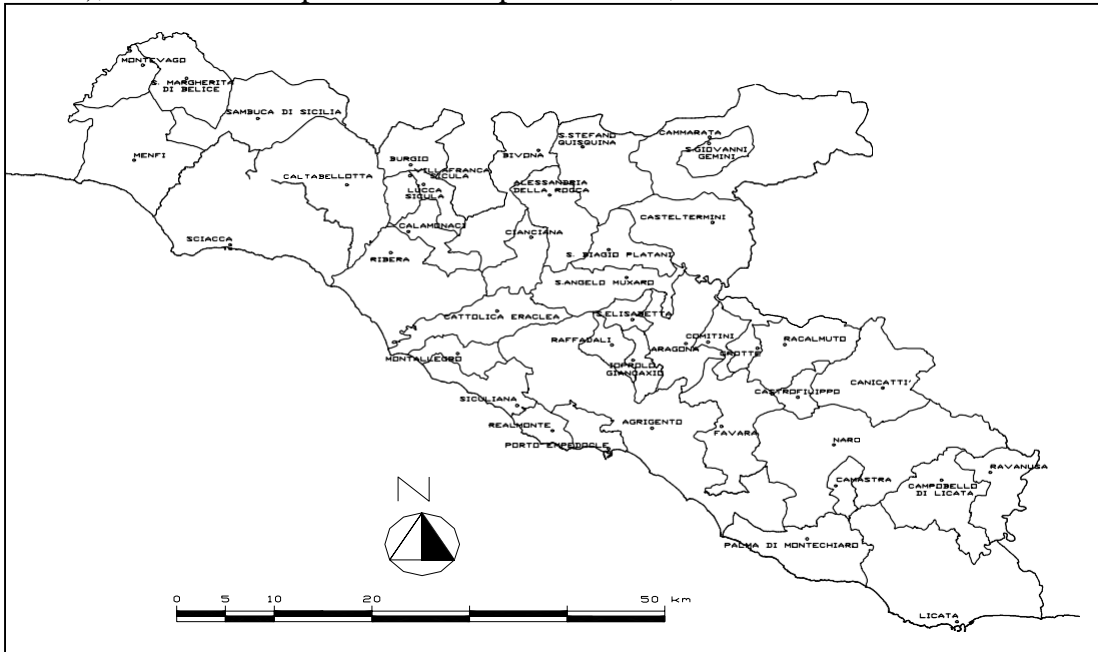 MONTEVAGO
S. MARGHERITA
DI BELICE
SAMBUCA DI SICILIA
MENFI
CALTABELLOTTA
SCIACCA
BURGIO
VILLAFRANCA
SICULA
LUCCA
SICULA
CALAMONACI
RIBERA
BIVONA
S.STEFANO
QUISQUINA
ALESSANDRIA
DELLA ROCCA
CIANCIANA
CAMMARATA
S.GIOVANNI
GEMINI
CASTELTERMINI
S. BIAGIO PLATANI
S.ANGELO MUXARO
CATTOLICA ERACLEA
MONTALLEGRO
S.ELISABETTA
RAFFADALI
JOPPOLO
GIANCAXIO
ARAGONA
COMITINI
GROTTE
RACALMUTO
CASTROFILIPPO
CANICATTI'
SICULIANA
REALMONTE
PORTO EMPEDOCLE
AGRIGENTO
FAVARA
NARO
CAMASTRA
CAMPOBELLO
DI LICATA
RAVANUSA
PALMA DI MONTECHIARO
LICATA
N
0 5 10 20 50 km